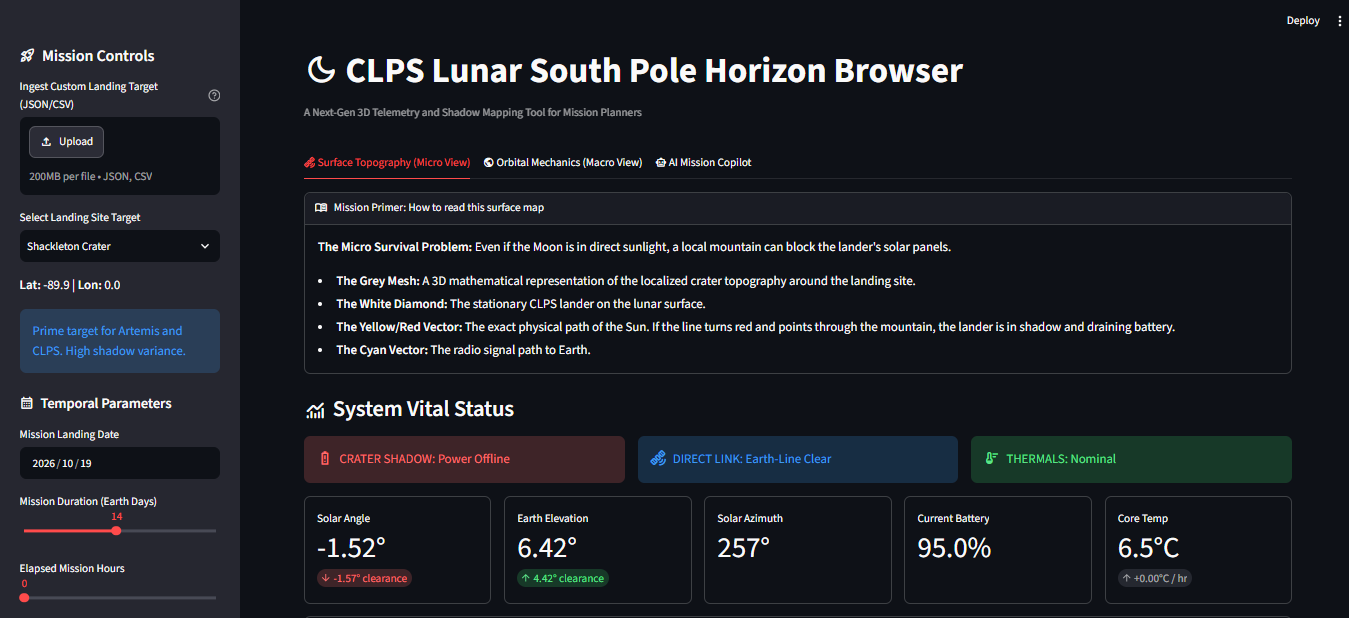 Deploy
Mission Controls
Ingest Custom Landing Target
(JSON/CSV)
Upload
200MB per file • JSON, CSV
Select Landing Site Target
Shackleton Crater
Lat: -89.9 | Lon: 0.0
Prime target for Artemis and
CLPS. High shadow variance.
Temporal Parameters
Mission Landing Date
2026/10/19
Mission Duration (Earth Days)
14
Elapsed Mission Hours
0
CLPS Lunar South Pole Horizon Browser
A Next-Gen 3D Telemetry and Shadow Mapping Tool for Mission Planners
Surface Topography (Micro View) Orbital Mechanics (Macro View) AI Mission Copilot
Mission Primer: How to read this surface map
The Micro Survival Problem: Even if the Moon is in direct sunlight, a local mountain can block the lander's solar panels.
• The Grey Mesh: A 3D mathematical representation of the localized crater topography around the landing site.
• The White Diamond: The stationary CLPS lander on the lunar surface.
• The Yellow/Red Vector: The exact physical path of the Sun. If the line turns red and points through the mountain, the lander is in shadow and draining battery.
• The Cyan Vector: The radio signal path to Earth.
System Vital Status
CRATER SHADOW: Power Offline
DIRECT LINK: Earth-Line Clear
THERMALS: Nominal
Solar Angle
-1.52°
↓ -1.57° clearance
Earth Elevation
6.42°
↑ 4.42° clearance
Solar Azimuth
257°
Current Battery
95.0%
Core Temp
6.5°C
↑ +0.00°C / hr